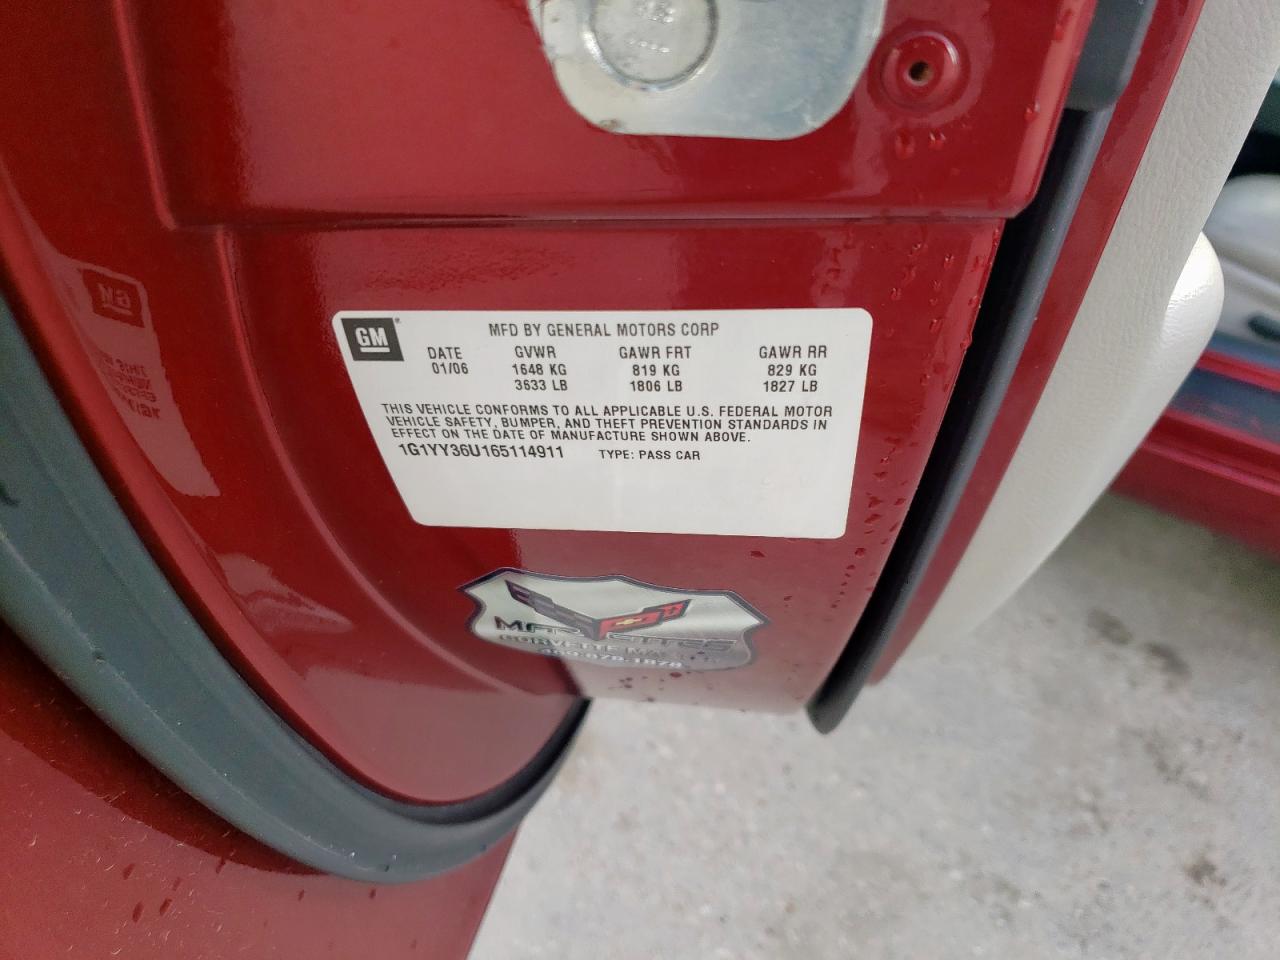 GM
MFD BY GENERAL MOTORS CORP
DATE GVWR GAWR FRT GAWR RR
01/06 1648 KG 819 KG 829 KG
3633 LB 1806 LB 1827 LB
THIS VEHICLE CONFORMS TO ALL APPLICABLE U.S. FEDERAL MOTOR
VEHICLE SAFETY, BUMPER, AND THEFT PREVENTION STANDARDS IN
EFFECT ON THE DATE OF MANUFACTURE SHOWN ABOVE.
1G1YY36U165114911 TYPE: PASS CAR
CORVETTE